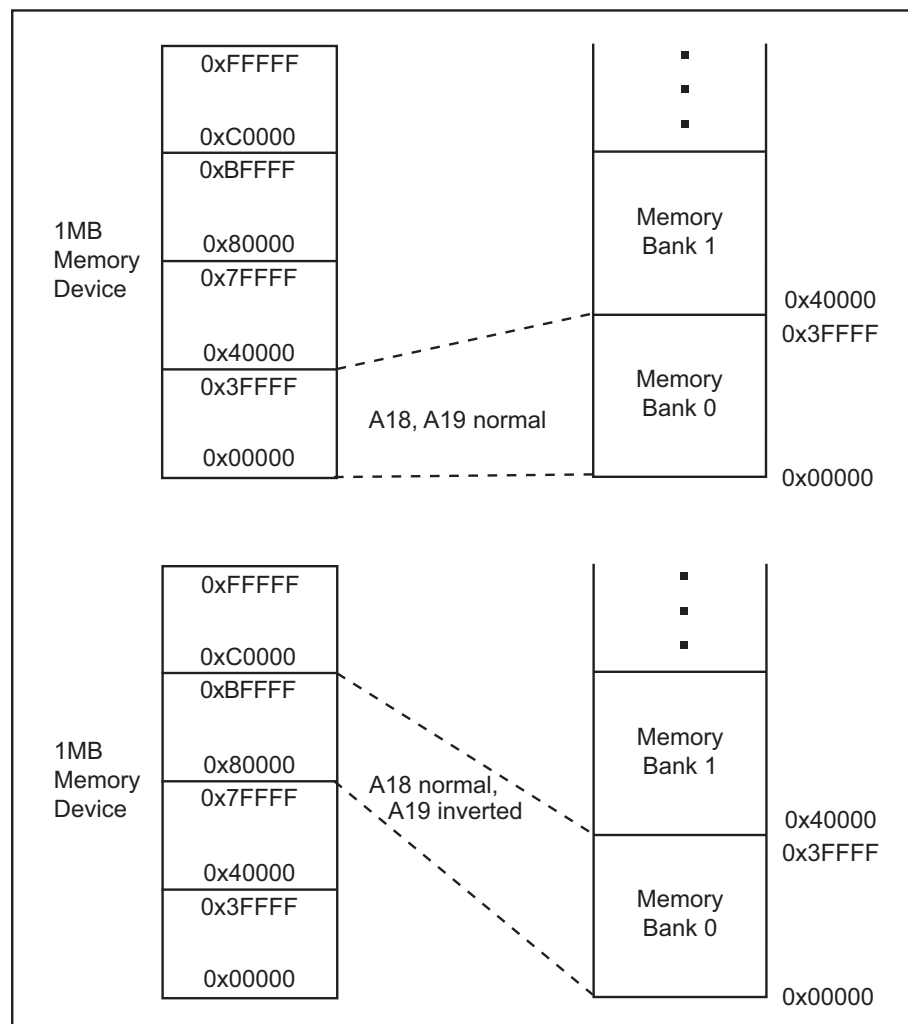 0xFFFFF
0xC0000
0xBFFFF
0x80000
0x7FFFF
0x40000
0x3FFFF
0x00000
1MB
Memory
Device
A18, A19 normal
Memory
Bank 1
0x40000
0x3FFFF
Memory
Bank 0
0x00000
0xFFFFF
0xC0000
0xBFFFF
0x80000
0x7FFFF
0x40000
0x3FFFF
0x00000
1MB
Memory
Device
A18 normal,
A19 inverted
Memory
Bank 1
0x40000
0x3FFFF
Memory
Bank 0
0x00000